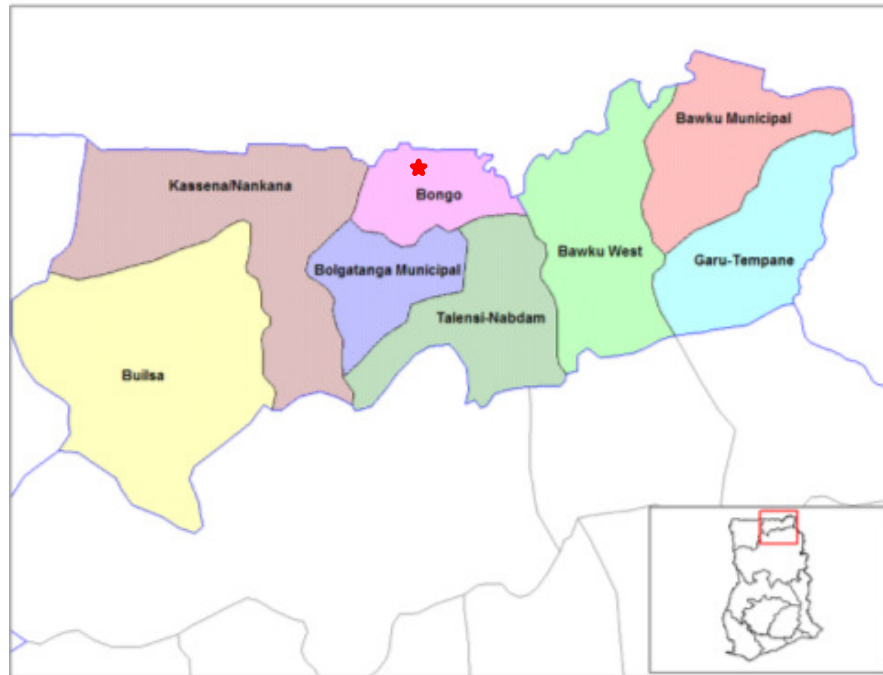 Bawku Municipal
Kassena/Nankana
Bongo
Bawku West
Garu-Tempane
Bolgatanga Municipal
Talensi-Nabdam
Builsa